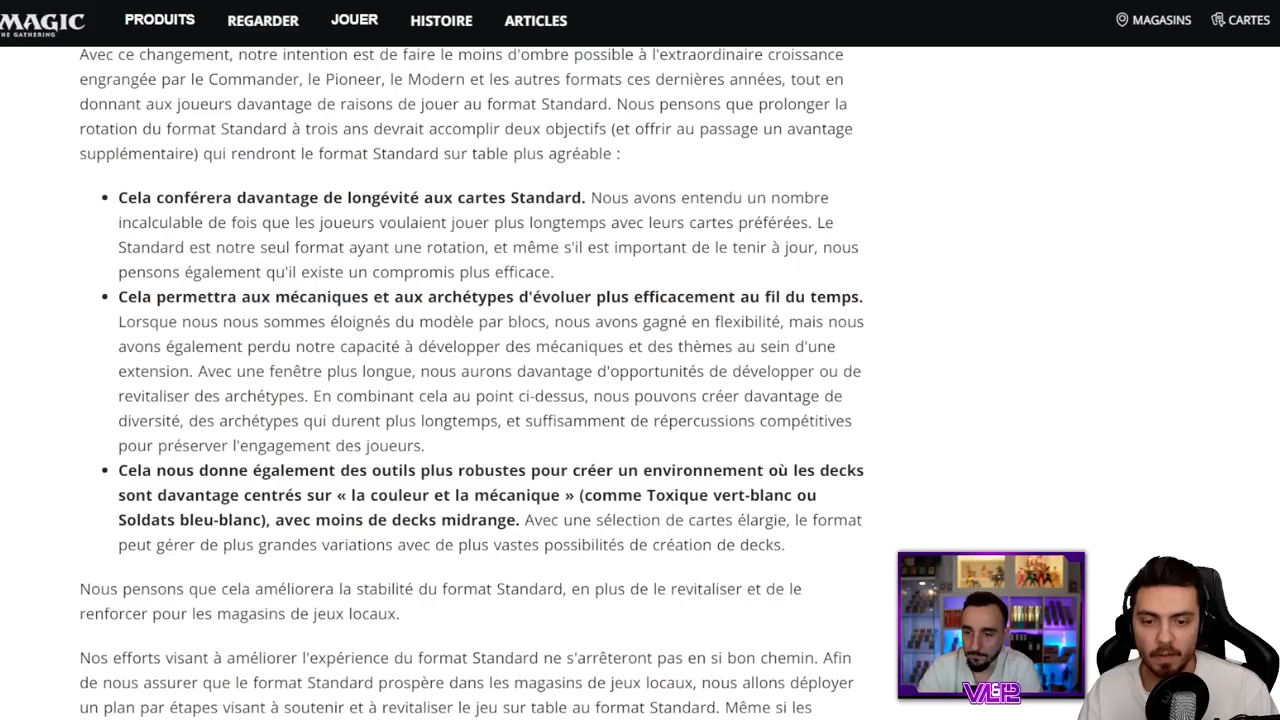 MAGIC
THE GATHERING
PRODUITS
REGARDER
JOUER
HISTOIRE
ARTICLES
MAGASINS
CARTES
Avec ce changement, notre intention est de faire le moins d'ombre possible à l'extraordinaire croissance
engrangée par le Commander, le Pioneer, le Modern et les autres formats ces dernières années, tout en
donnant aux joueurs davantage de raisons de jouer au format Standard. Nous pensons que prolonger la
rotation du format Standard à trois ans devrait accomplir deux objectifs (et offrir au passage un avantage
supplémentaire) qui rendront le format Standard sur table plus agréable :
• Cela conférera davantage de longévité aux cartes Standard. Nous avons entendu un nombre
incalculable de fois que les joueurs voulaient jouer plus longtemps avec leurs cartes préférées. Le
Standard est notre seul format ayant une rotation, et même s'il est important de le tenir à jour, nous
pensons également qu'il existe un compromis plus efficace.
• Cela permettra aux mécaniques et aux archétypes d'évoluer plus efficacement au fil du temps.
Lorsque nous nous sommes éloignés du modèle par blocs, nous avons gagné en flexibilité, mais nous
avons également perdu notre capacité à développer des mécaniques et des thèmes au sein d'une
extension. Avec une fenêtre plus longue, nous aurons davantage d'opportunités de développer ou de
revitaliser des archétypes. En combinant cela au point ci-dessus, nous pouvons créer davantage de
diversité, des archétypes qui durent plus longtemps, et suffisamment de répercussions compétitives
pour préserver l'engagement des joueurs.
• Cela nous donne également des outils plus robustes pour créer un environnement où les decks
sont davantage centrés sur « la couleur et la mécanique » (comme Toxique vert-blanc ou
Soldats bleu-blanc), avec moins de decks midrange. Avec une sélection de cartes élargie, le format
peut gérer de plus grandes variations avec de plus vastes possibilités de création de decks.
Nous pensons que cela améliorera la stabilité du format Standard, en plus de le revitaliser et de le
renforcer pour les magasins de jeux locaux.
Nos efforts visant à améliorer l'expérience du format Standard ne s'arrêteront pas en si bon chemin. Afin
de nous assurer que le format Standard prospère dans les magasins de jeux locaux, nous allons déployer
un plan par étapes visant à soutenir et à revitaliser le jeu sur table au format Standard. Même si les